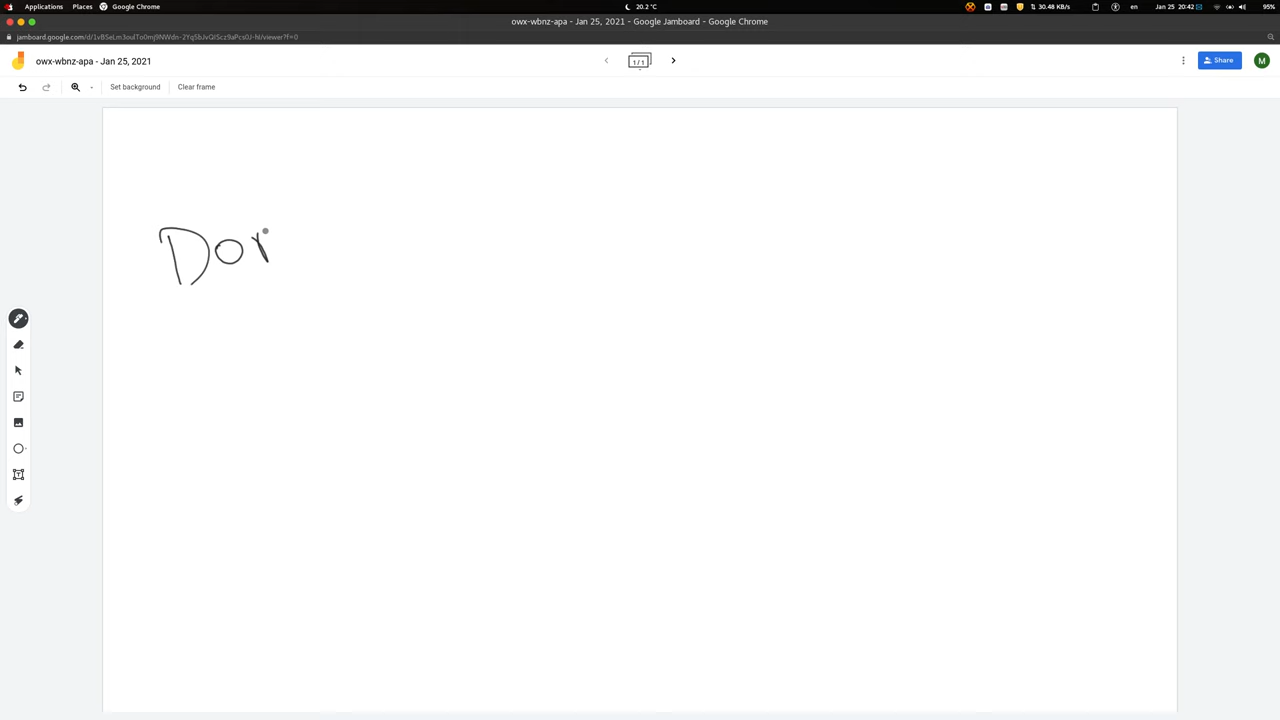 Applications Places Google Chrome 20.2 °C 30.48 KB/s en Jan 25 20:42 95%
owx-wbnz-apa - Jan 25, 2021 - Google Jamboard - Google Chrome
owx-wbnz-apa - Jan 25, 2021 1 / 1 Share M
Set background Clear frame
Dor